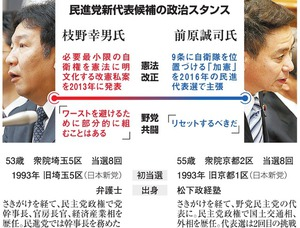 民進党新代表候補の政治スタンス
枝野幸男氏
前原誠司氏
必要最小限の自
衛権を憲法に明
文化する改憲私案
を2013年に発表
憲法
改正
9条に自衛隊を位
置づける「加憲」
を2016年の民進
代表選で主張
「ワーストを避けるため
に部分的に組
むことはある」
野党
共闘
「リセットするべきだ」
53歳 衆院埼玉5区 当選8回
55歳 衆院京都2区 当選8回
1993年 旧埼玉5区(日本新党)
初当選
1993年 旧京都1区(日本新党)
弁護士
出身
松下政経塾
さきがけを経て、民主党政権で党
幹事長、官房長官、経済産業相を
歴任。民進党では幹事長を務めた
さきがけを経て、野党民主党の代
表に。民主党政権で国土交通相、
外相を歴任。代表選は2回目の挑戦